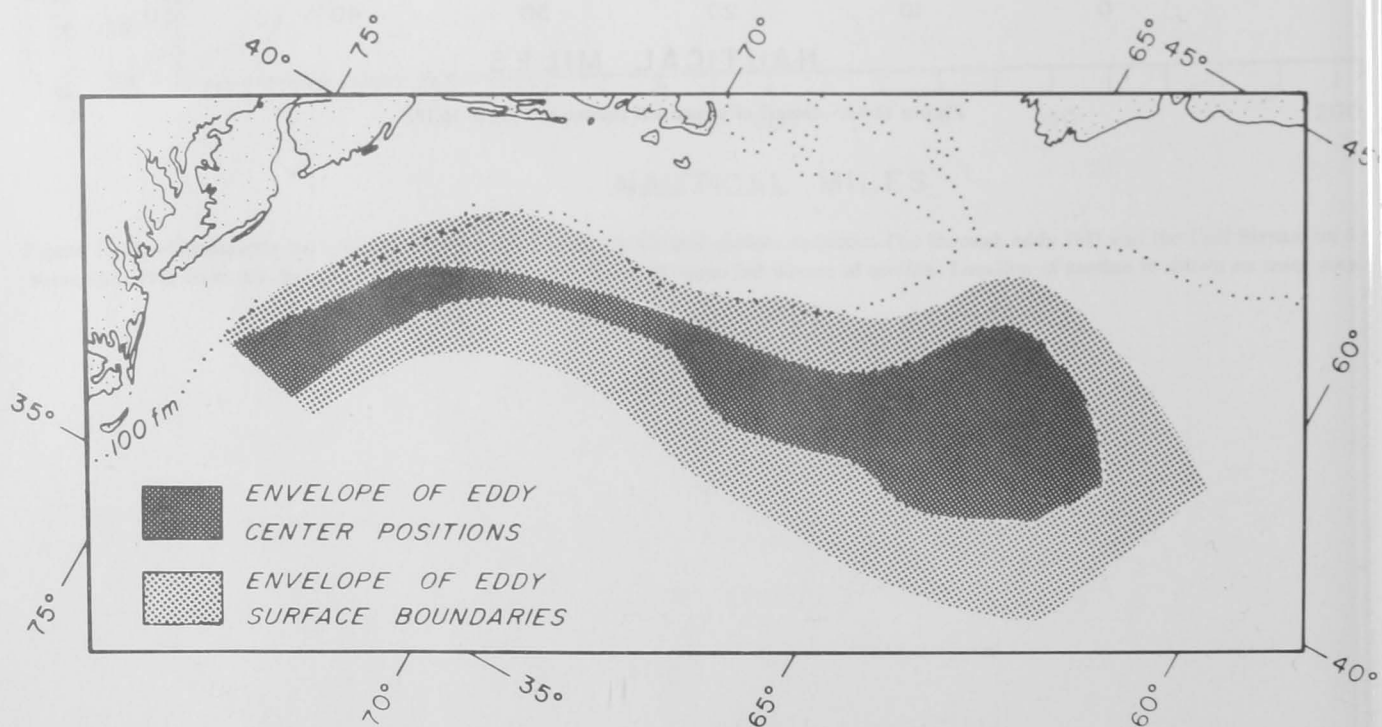 40° 75° 70° 65° 45°
45°
60°
35°
100 fm
ENVELOPE OF EDDY
CENTER POSITIONS
ENVELOPE OF EDDY
SURFACE BOUNDARIES
75°
40°
70° 35° 65° 60°